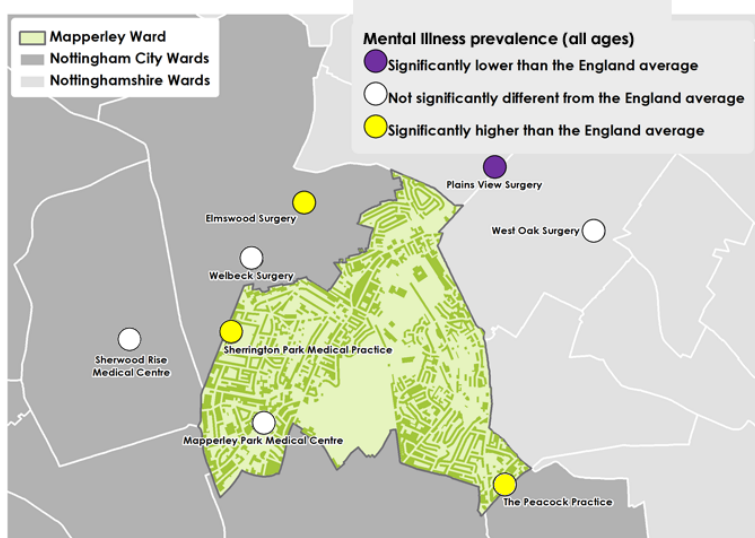 Mapperley Ward
Nottingham City Wards
Nottinghamshire Wards
Mental Illness prevalence (all ages)
Significantly lower than the England average
Not significantly different from the England average
Significantly higher than the England average
Plains View Surgery
Elmswood Surgery
West Oak Surgery
Welbeck Surgery
Sherrington Park Medical Practice
Sherwood Rise
Medical Centre
Mapperley Park Medical Centre
The Peacock Practice